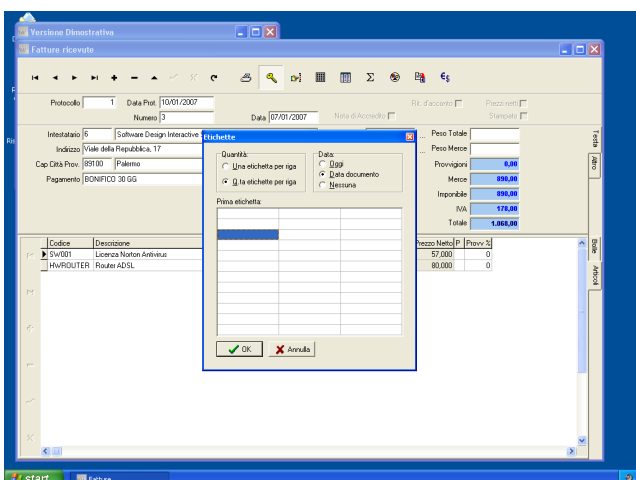 Versione Dimostrativa
Fatture ricevute
Protocollo 1 Data Prot. 10/01/2007 Rit. d'acconto Prezzi netti
Numero 3 Data 07/01/2007 Nota di Accredito Stampata
Intestatario 6 Software Design Interactive Peso Totale
Indirizzo Viale della Repubblica, 17 ... Peso Merce
Cap Città Prov. 89100 Palermo Provvigioni 0,00
Pagamento BONIFICO 30 GG Merce 890,00
Imponibile 890,00
IVA 178,00
Totale 1.068,00
Testa
Altro
Etichette
Quantità:
Una etichetta per riga
Q.ta etichette per riga
Data:
Oggi
Data documento
Nessuna
Prima etichetta:
OK Annulla
Codice Descrizione Prezzo Netto P Provv %
SW001 Licenza Norton Antivirus 57,000 0
HWROUTER Router ADSL 80,000 0
Bolle
Articoli
start Fatture